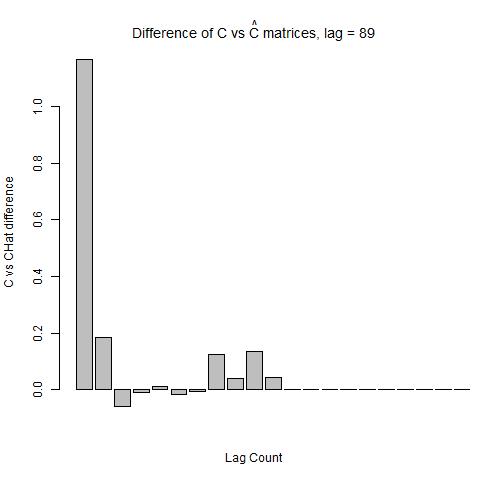 Difference of C vs Ĉ matrices, lag = 89
C vs CHat difference
1.0
0.8
0.6
0.4
0.2
0.0
Lag Count